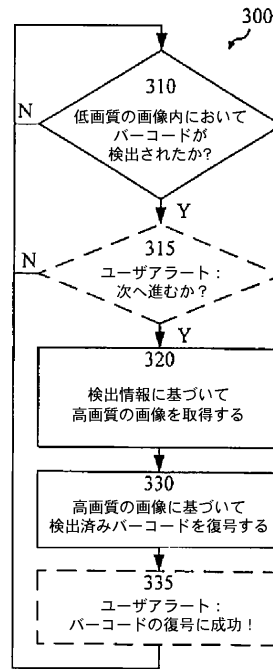 300
310
低画質の画像内において
バーコードが
検出されたか?
N
Y
315
ユーザアラート:
次へ進むか?
N
Y
320
検出情報に基づいて
高画質の画像を取得する
330
高画質の画像に基づいて
検出済みバーコードを復号する
335
ユーザアラート:
バーコードの復号に成功!